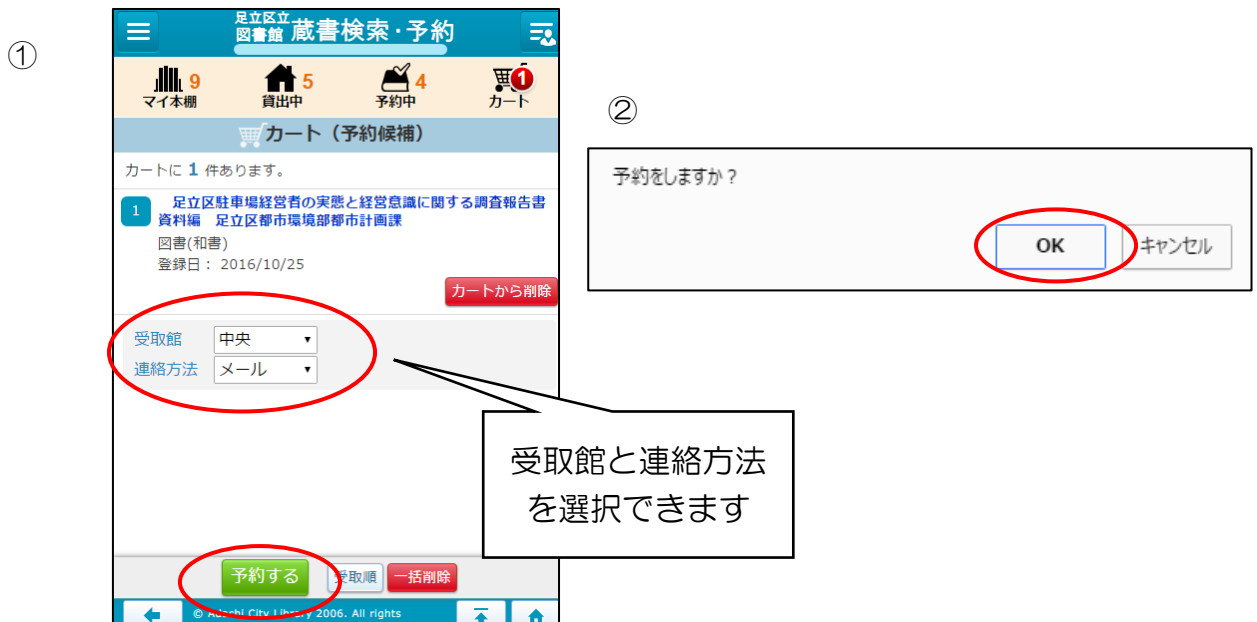 ①
足立区立
図書館 蔵書検索・予約
9 5 4 1
マイ本棚 貸出中 予約中 カート
カート（予約候補）
カートに 1 件あります。
1 足立区駐車場経営者の実態と経営意識に関する調査報告書
資料編 足立区都市環境部都市計画課
図書(和書)
登録日： 2016/10/25
カートから削除
受取館 中央
連絡方法 メール
受取館と連絡方法
を選択できます
予約する 受取順 一括削除
© Adachi City Library 2006. All rights
②
予約をしますか？
OK キャンセル